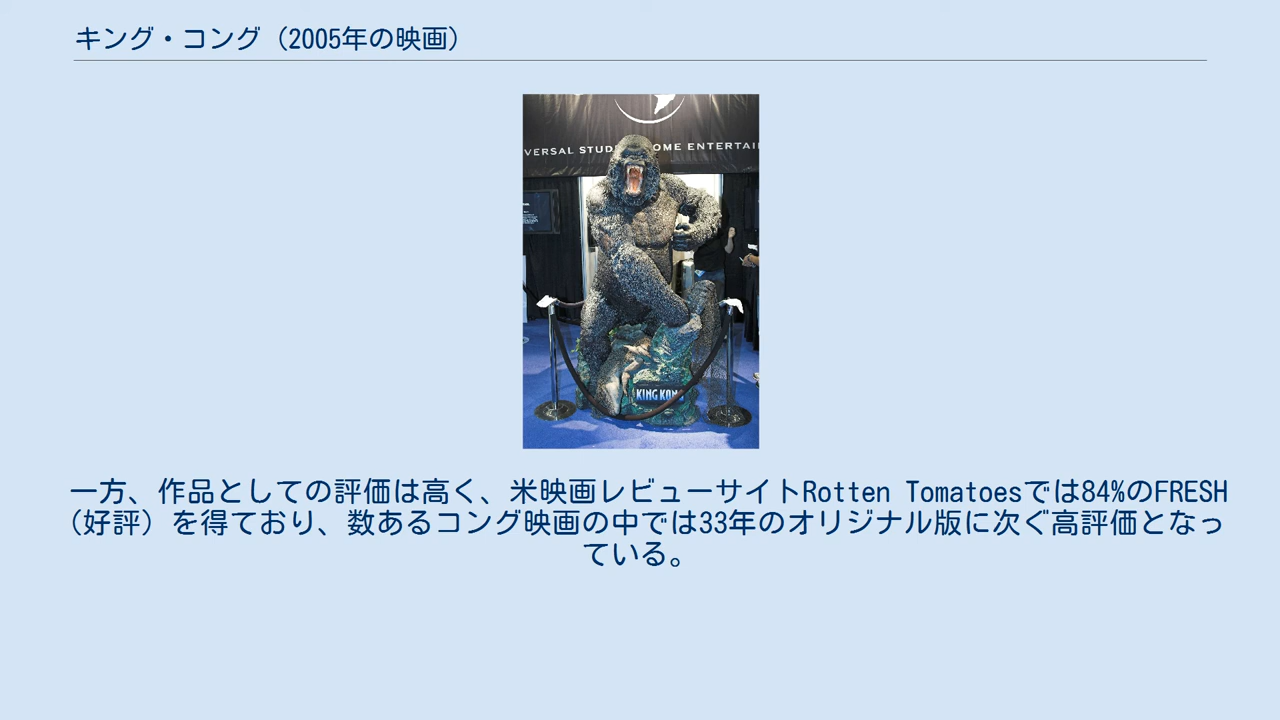 キング・コング（2005年の映画）
VERSAL STUD OME ENTERTAI
KING KONG
一方、作品としての評価は高く、米映画レビューサイトRotten Tomatoesでは84%のFRESH
（好評）を得ており、数あるコング映画の中では33年のオリジナル版に次ぐ高評価となっ
ている。